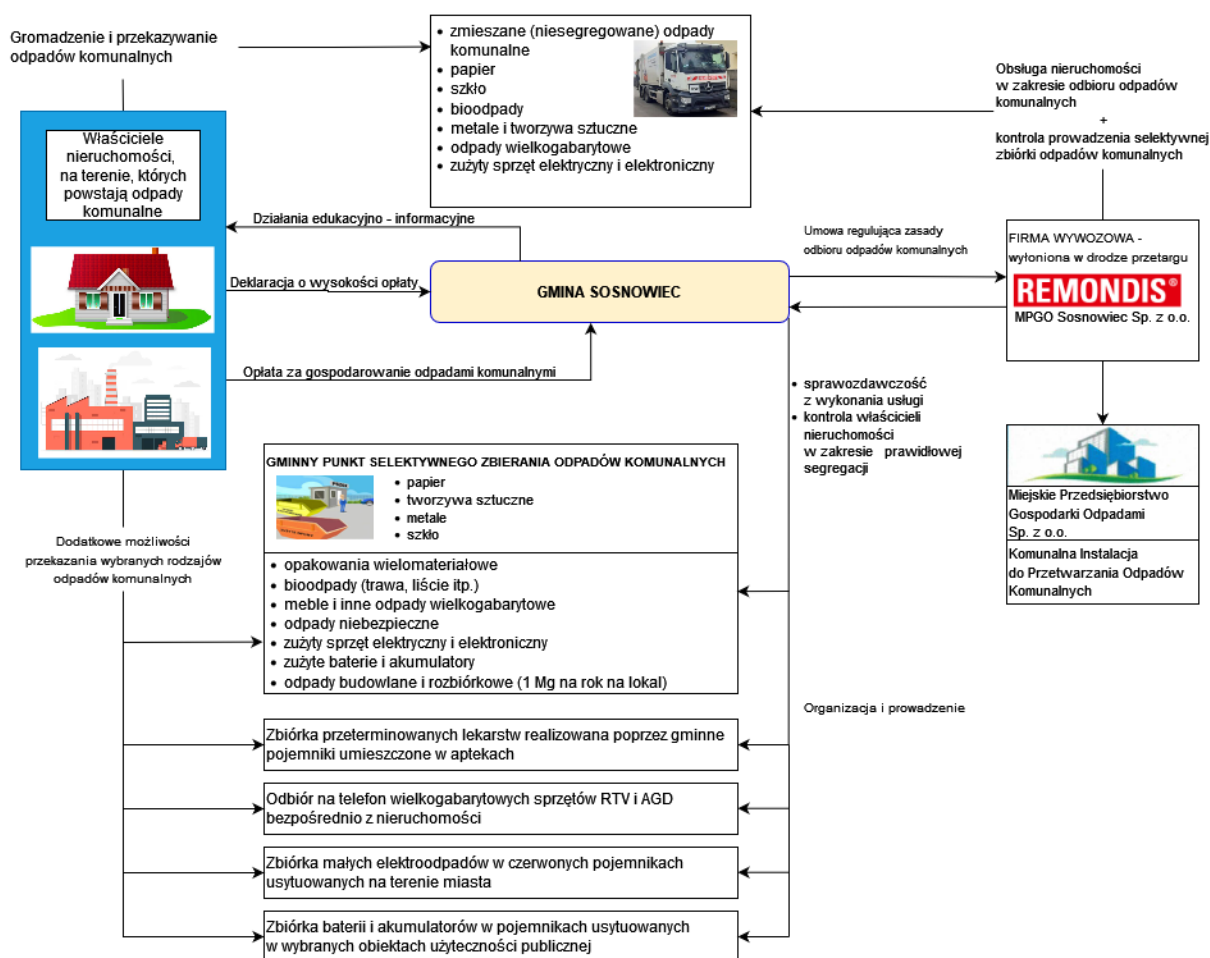 Gromadzenie i przekazywanie
odpadów komunalnych
• zmieszane (niesegregowane) odpady
komunalne
• papier
• szkło
• bioodpady
• metale i tworzywa sztuczne
• odpady wielkogabarytowe
• zużyty sprzęt elektryczny i elektroniczny
Obsługa nieruchomości
w zakresie odbioru odpadów
komunalnych
+
kontrola prowadzenia selektywnej
zbiórki odpadów komunalnych
Właściciele
nieruchomości,
na terenie, których
powstają odpady
komunalne
Działania edukacyjno - informacyjne
Deklaracja o wysokości opłaty
Opłata za gospodarowanie odpadami komunalnymi
GMINA SOSNOWIEC
Umowa regulująca zasady
odbioru odpadów komunalnych
FIRMA WYWOZOWA -
wyłoniona w drodze przetargu
REMONDIS®
MPGO Sosnowiec Sp. z o.o.
• sprawozdawczość
z wykonania usługi
• kontrola właścicieli
nieruchomości
w zakresie prawidłowej
segregacji
Miejskie Przedsiębiorstwo
Gospodarki Odpadami
Sp. z o.o.
Komunalna Instalacja
do Przetwarzania Odpadów
Komunalnych
GMINNY PUNKT SELEKTYWNEGO ZBIERANIA ODPADÓW KOMUNALNYCH
• papier
• tworzywa sztuczne
• metale
• szkło
• opakowania wielomateriałowe
• bioodpady (trawa, liście itp.)
• meble i inne odpady wielkogabarytowe
• odpady niebezpieczne
• zużyty sprzęt elektryczny i elektroniczny
• zużyte baterie i akumulatory
• odpady budowlane i rozbiórkowe (1 Mg na rok na lokal)
Dodatkowe możliwości
przekazania wybranych rodzajów
odpadów komunalnych
Organizacja i prowadzenie
Zbiórka przeterminowanych lekarstw realizowana poprzez gminne
pojemniki umieszczone w aptekach
Odbiór na telefon wielkogabarytowych sprzętów RTV i AGD
bezpośrednio z nieruchomości
Zbiórka małych elektroodpadów w czerwonych pojemnikach
usytuowanych na terenie miasta
Zbiórka baterii i akumulatorów w pojemnikach usytuowanych
w wybranych obiektach użyteczności publicznej